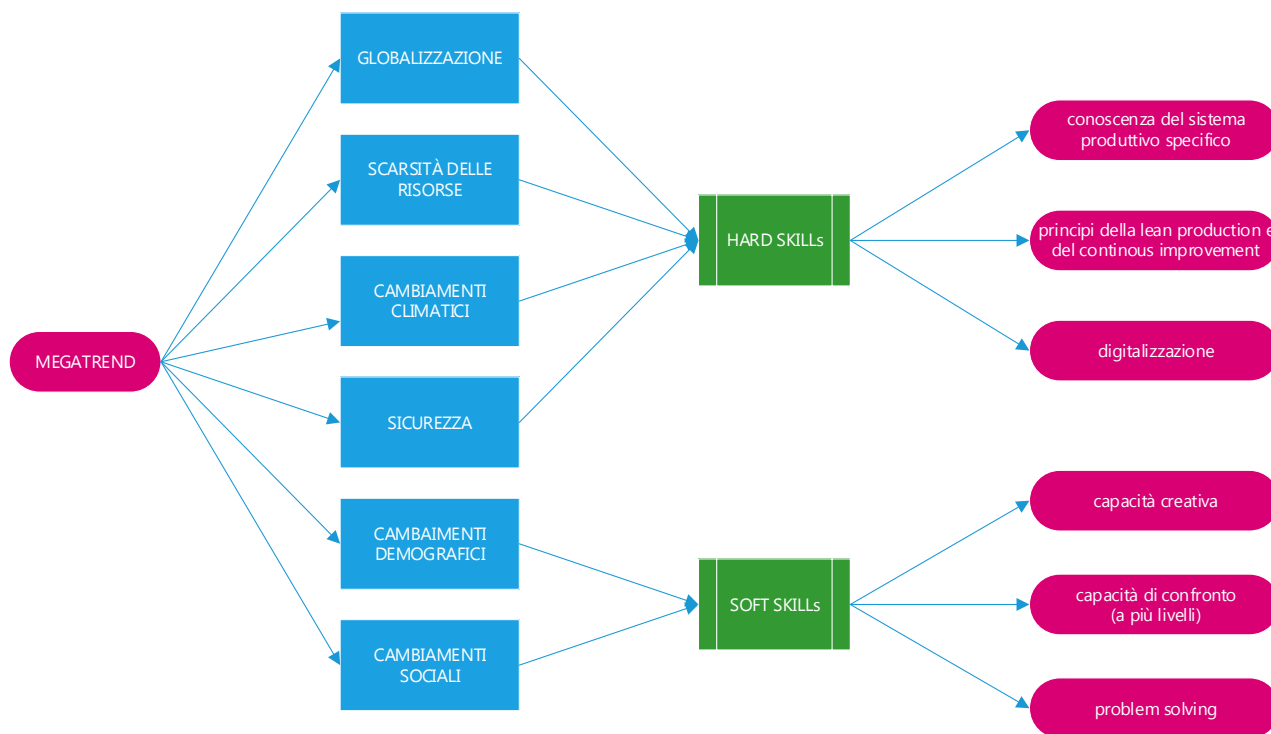 MEGATREND
GLOBALIZZAZIONE
SCARSITÀ DELLE
RISORSE
CAMBIAMENTI
CLIMATICI
SICUREZZA
CAMBAIMENTI
DEMOGRAFICI
CAMBIAMENTI
SOCIALI
HARD SKILLs
SOFT SKILLs
conoscenza del sistema
produttivo specifico
principi della lean production e
del continous improvement
digitalizzazione
capacità creativa
capacità di confronto
(a più livelli)
problem solving